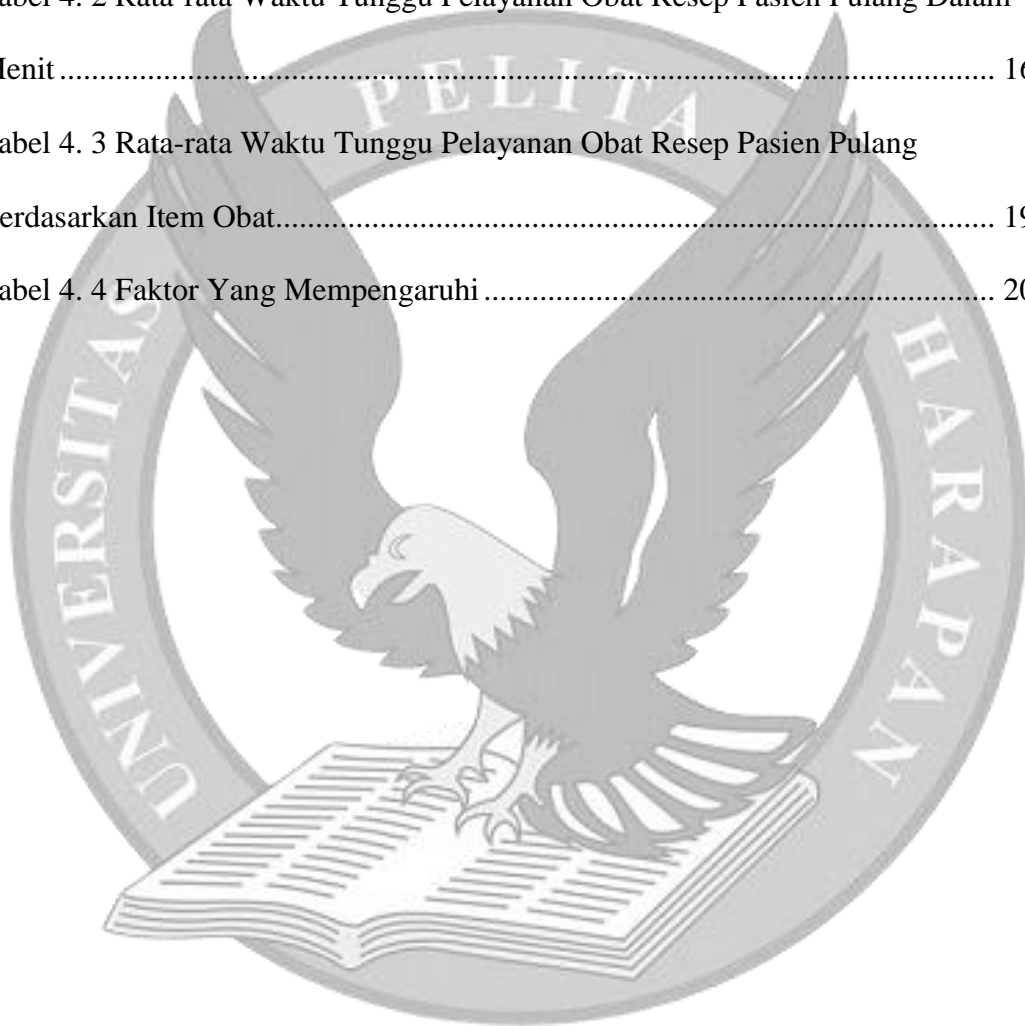 abel 4. 2 Rata-rata Waktu Tunggu Pelayanan Obat Resep Pasien Pulang Dalam
Menit ........ 16
abel 4. 3 Rata-rata Waktu Tunggu Pelayanan Obat Resep Pasien Pulang
erdasarkan Item Obat ........ 19
abel 4. 4 Faktor Yang Mempengaruhi ........ 20
UNIVERSITAS PELITA HARAPAN